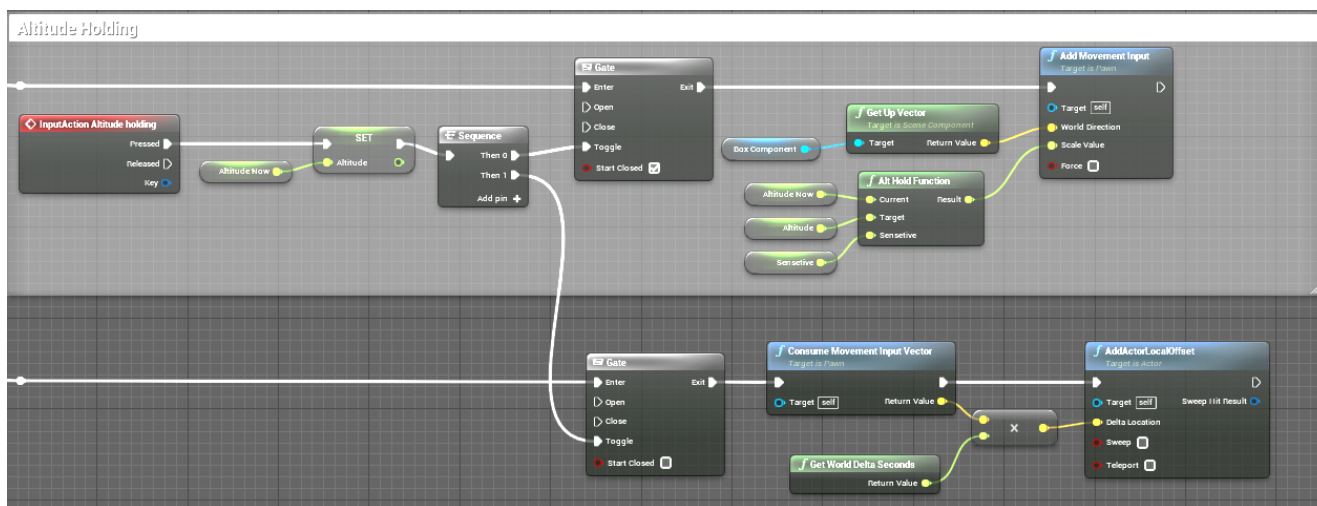 Altitude Holding
InputAction Altitude holding
Pressed
Released
Key
Altitude Now
SET
Altitude
Sequence
Then 0
Then 1
Add pin +
Gate
Enter Exit
Open
Close
Toggle
Start Closed
Box Component
Get Up Vector
Target is Scene Component
Target Return Value
Altitude Now
Altitude
Sensetive
Alt Hold Function
Current Result
Target
Sensetive
Add Movement Input
Target is Pawn
Target self
World Direction
Scale Value
Force
Gate
Enter Exit
Open
Close
Toggle
Start Closed
Consume Movement Input Vector
Target is Pawn
Target self Return Value
Get World Delta Seconds
Return Value
×
AddActorLocalOffset
Target is Actor
Target self Sweep Hit Result
Delta Location
Sweep
Teleport